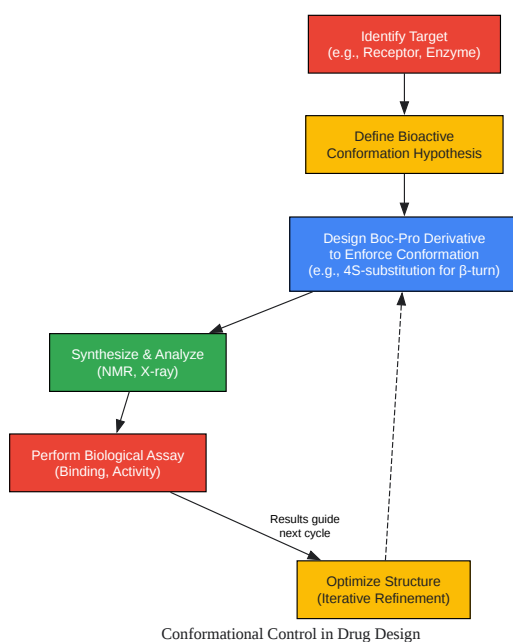 Identify Target
(e.g., Receptor, Enzyme)
Define Bioactive
Conformation Hypothesis
Design Boc-Pro Derivative
to Enforce Conformation
(e.g., 4S-substitution for β-turn)
Synthesize & Analyze
(NMR, X-ray)
Perform Biological Assay
(Binding, Activity)
Results guide
next cycle
Optimize Structure
(Iterative Refinement)
Conformational Control in Drug Design